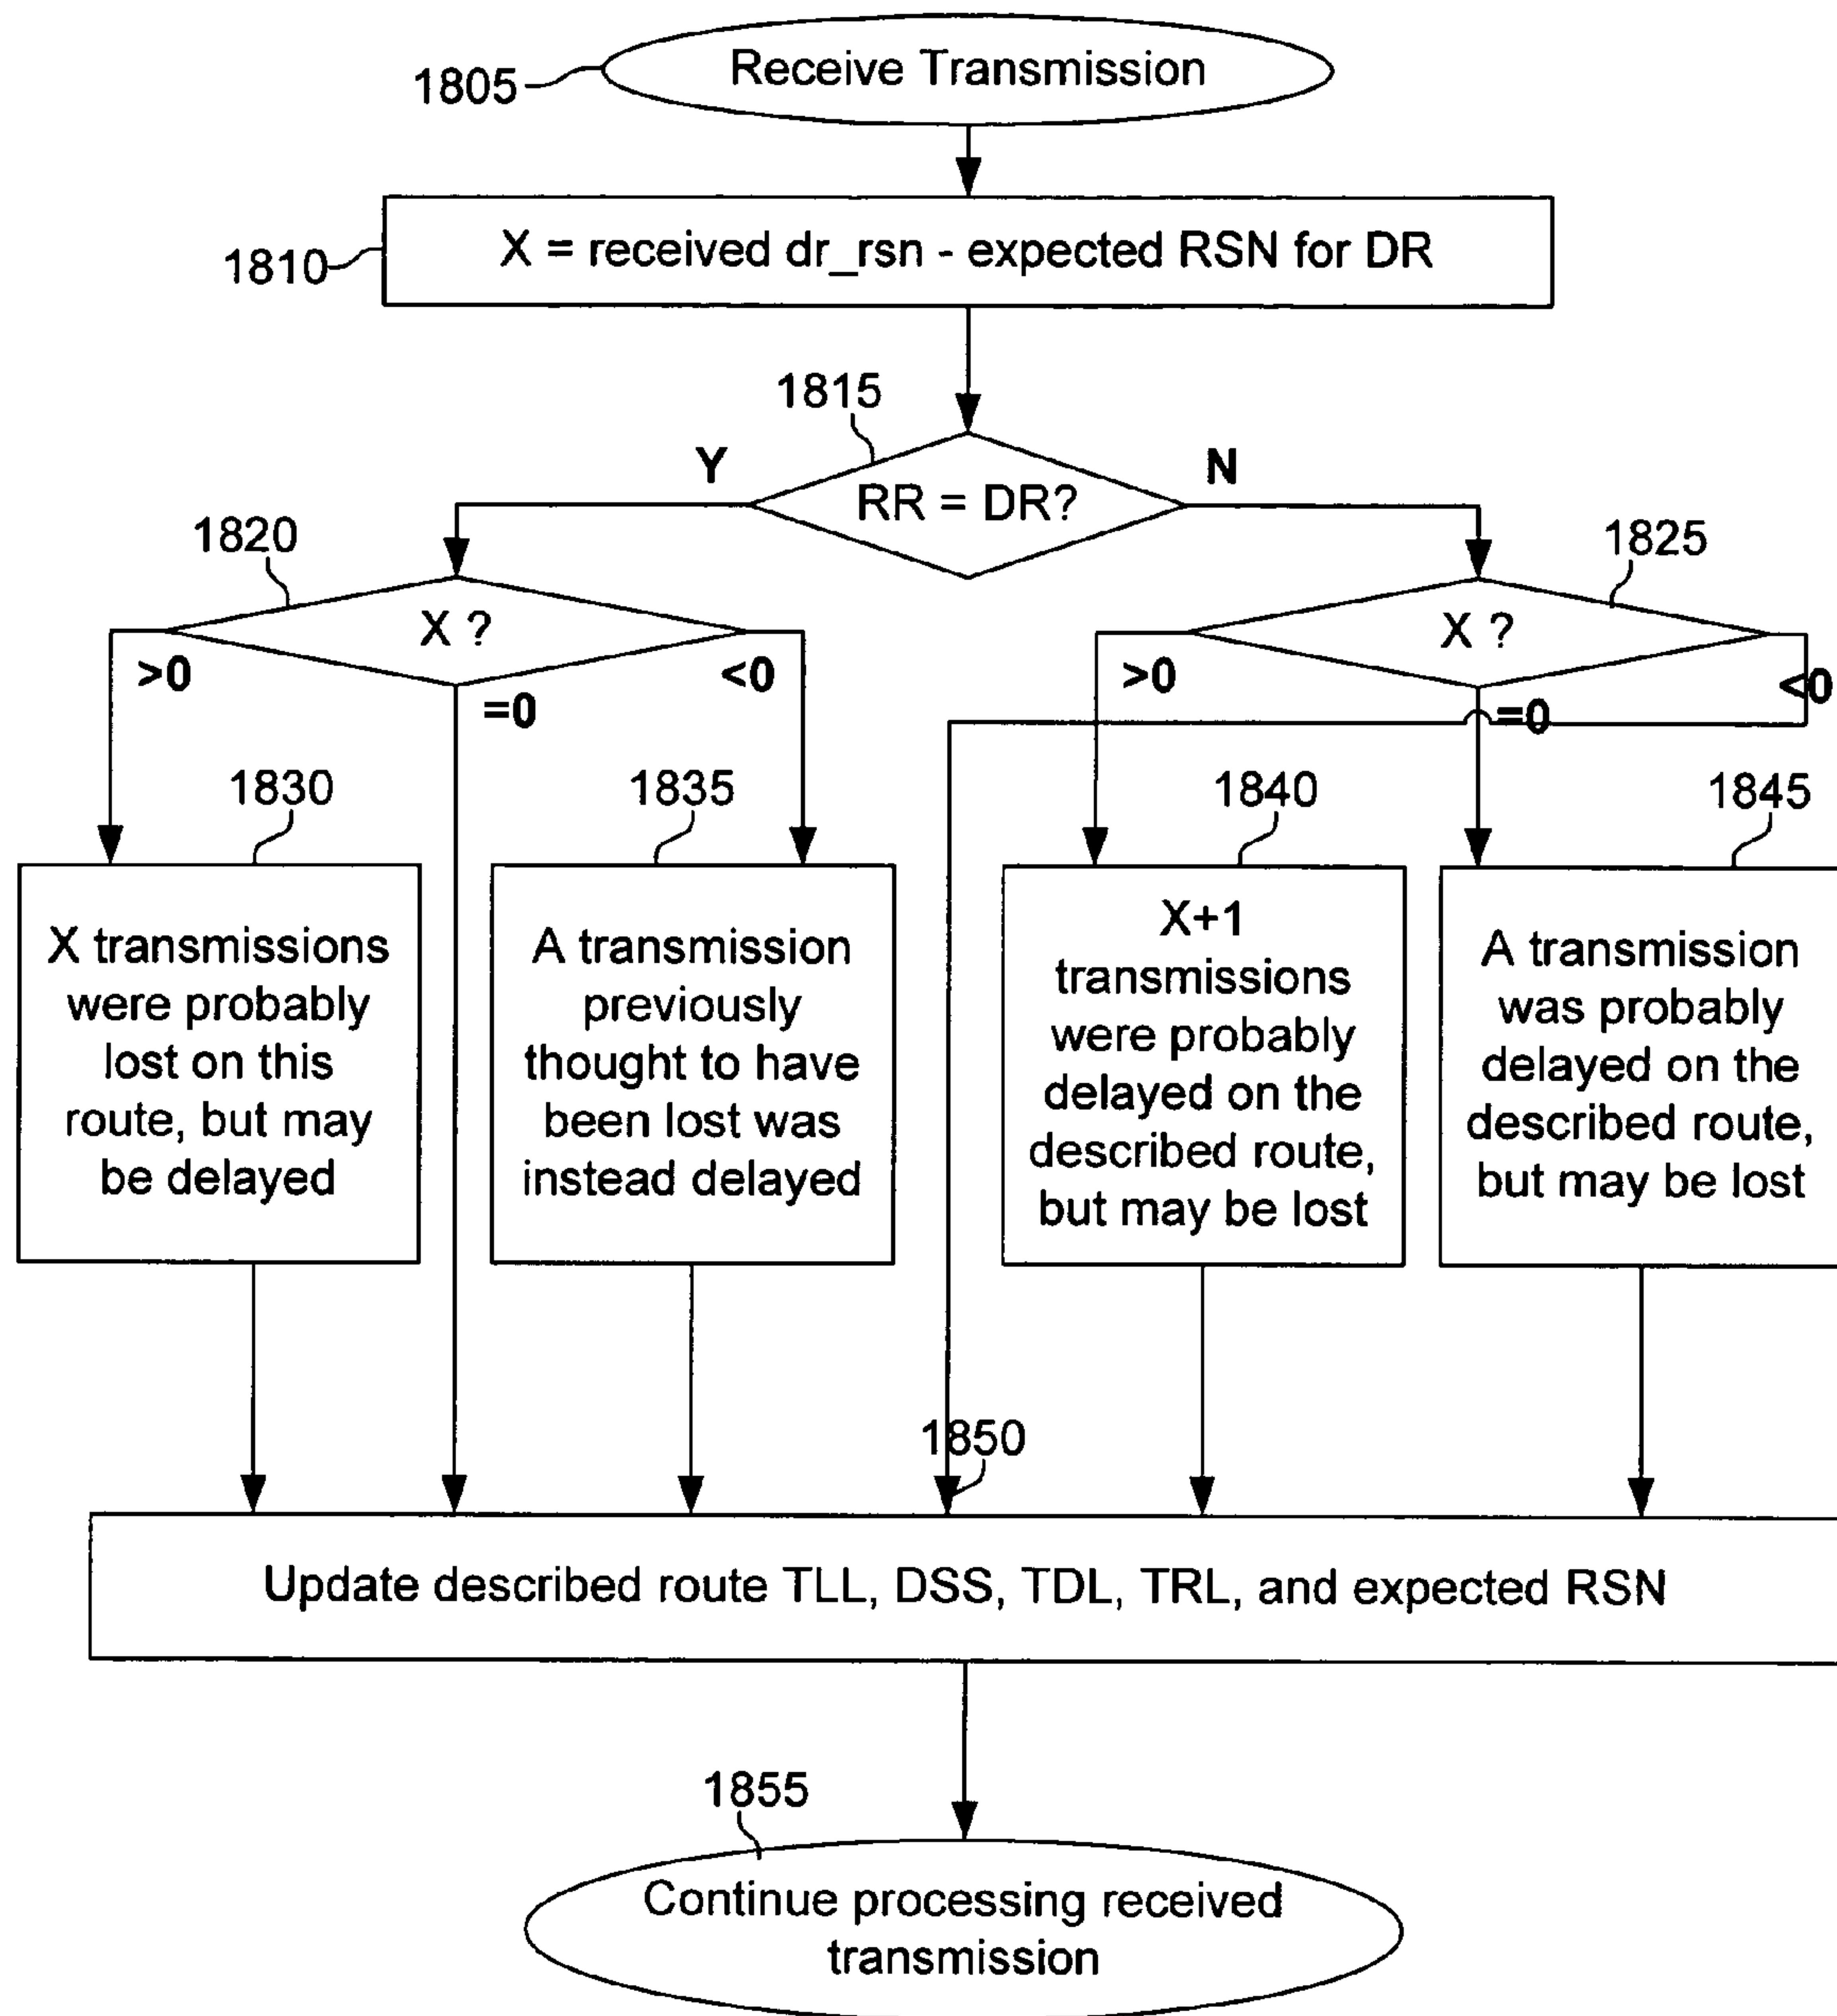 Receive Transmission
1805
X = received dr_rsn - expected RSN for DR
1810
1815
Y
N
RR = DR?
1820
1825
X ?
X ?
>0
<0
=0
>0
<0
=0
1830
1835
1840
1845
X transmissions
were probably
lost on this
route, but may
be delayed
A transmission
previously
thought to have
been lost was
instead delayed
X+1
transmissions
were probably
delayed on the
described route,
but may be lost
A transmission
was probably
delayed on the
described route,
but may be lost
1850
Update described route TLL, DSS, TDL, TRL, and expected RSN
1855
Continue processing received
transmission